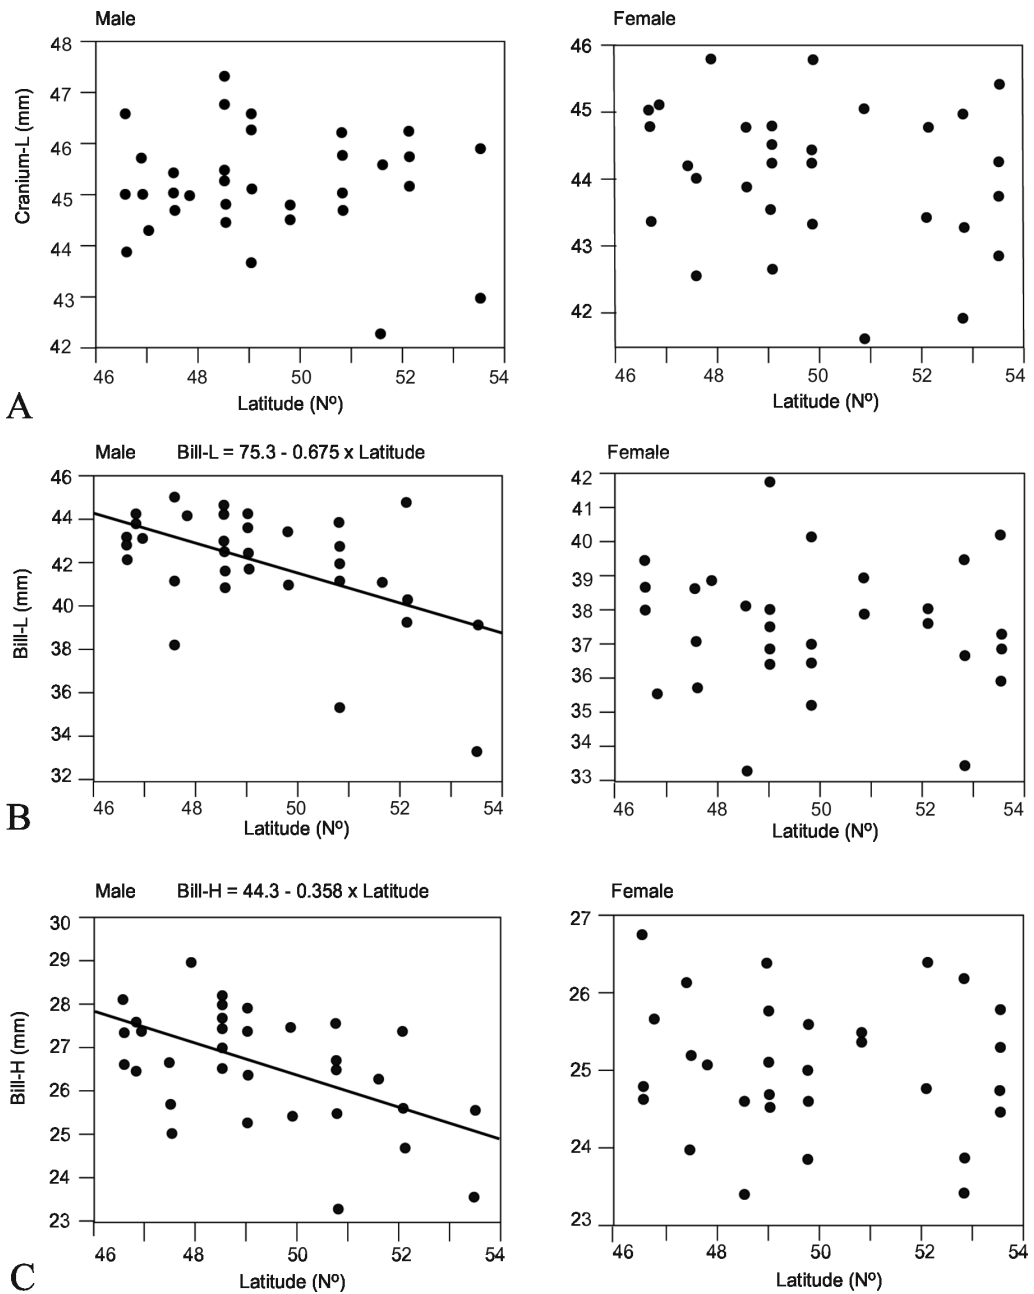 Male
Female
48
47
46
45
44
43
42
Cranium-L (mm)
46 48 50 52 54
Latitude (Nº)
46
45
44
43
42
46 48 50 52 54
Latitude (Nº)
A
Male Bill-L = 75.3 - 0.675 x Latitude
Female
46
44
42
40
38
36
34
32
Bill-L (mm)
46 48 50 52 54
Latitude (Nº)
42
41
40
39
38
37
36
35
34
33
46 48 50 52 54
Latitude (Nº)
B
Male Bill-H = 44.3 - 0.358 x Latitude
Female
30
29
28
27
26
25
24
23
Bill-H (mm)
46 48 50 52 54
Latitude (Nº)
27
26
25
24
23
46 48 50 52 54
Latitude (Nº)
C